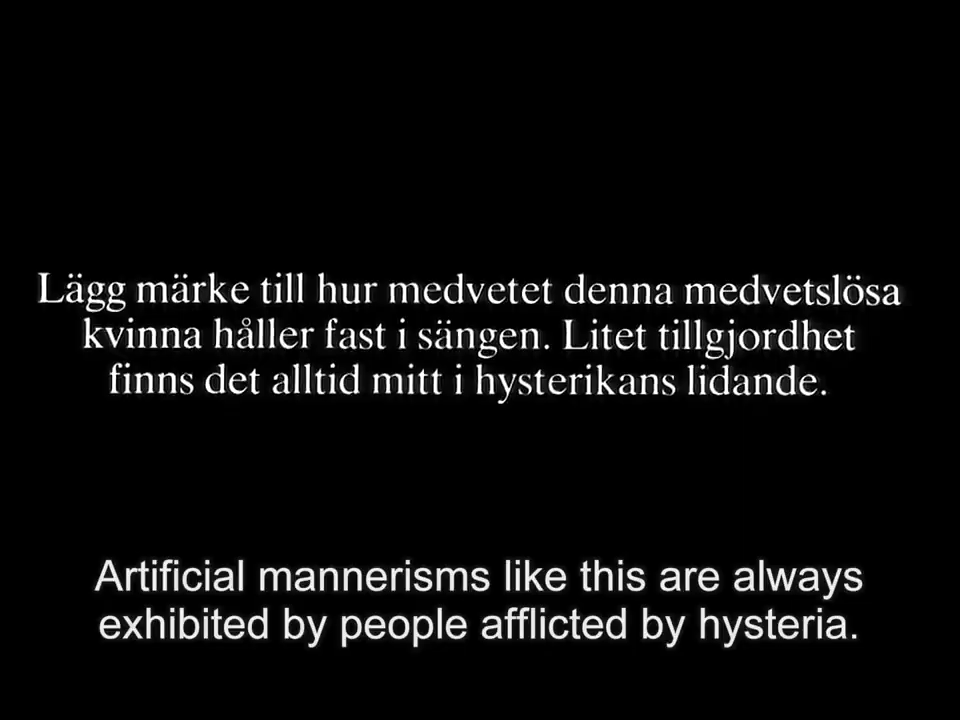 Lägg märke till hur medvetet denna medvetslösa
kvinna håller fast i sängen. Litet tillgjordhet
finns det alltid mitt i hysterikans lidande.
Artificial mannerisms like this are always
exhibited by people afflicted by hysteria.